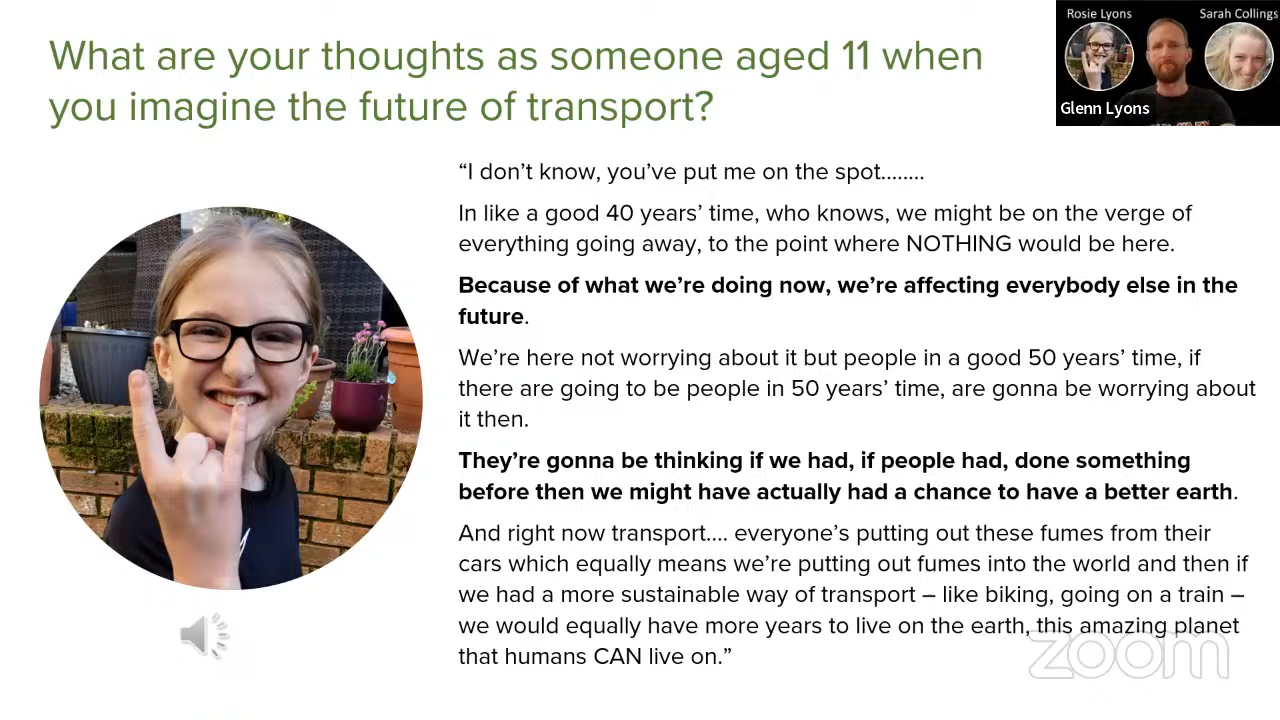 What are your thoughts as someone aged 11 when
you imagine the future of transport?
Rosie Lyons
Sarah Collings
Glenn Lyons
“I don’t know, you’ve put me on the spot........
In like a good 40 years’ time, who knows, we might be on the verge of
everything going away, to the point where NOTHING would be here.
Because of what we’re doing now, we’re affecting everybody else in the
future.
We’re here not worrying about it but people in a good 50 years’ time, if
there are going to be people in 50 years’ time, are gonna be worrying about
it then.
They’re gonna be thinking if we had, if people had, done something
before then we might have actually had a chance to have a better earth.
And right now transport.... everyone’s putting out these fumes from their
cars which equally means we’re putting out fumes into the world and then if
we had a more sustainable way of transport – like biking, going on a train –
we would equally have more years to live on the earth, this amazing planet
that humans CAN live on.”
zoom